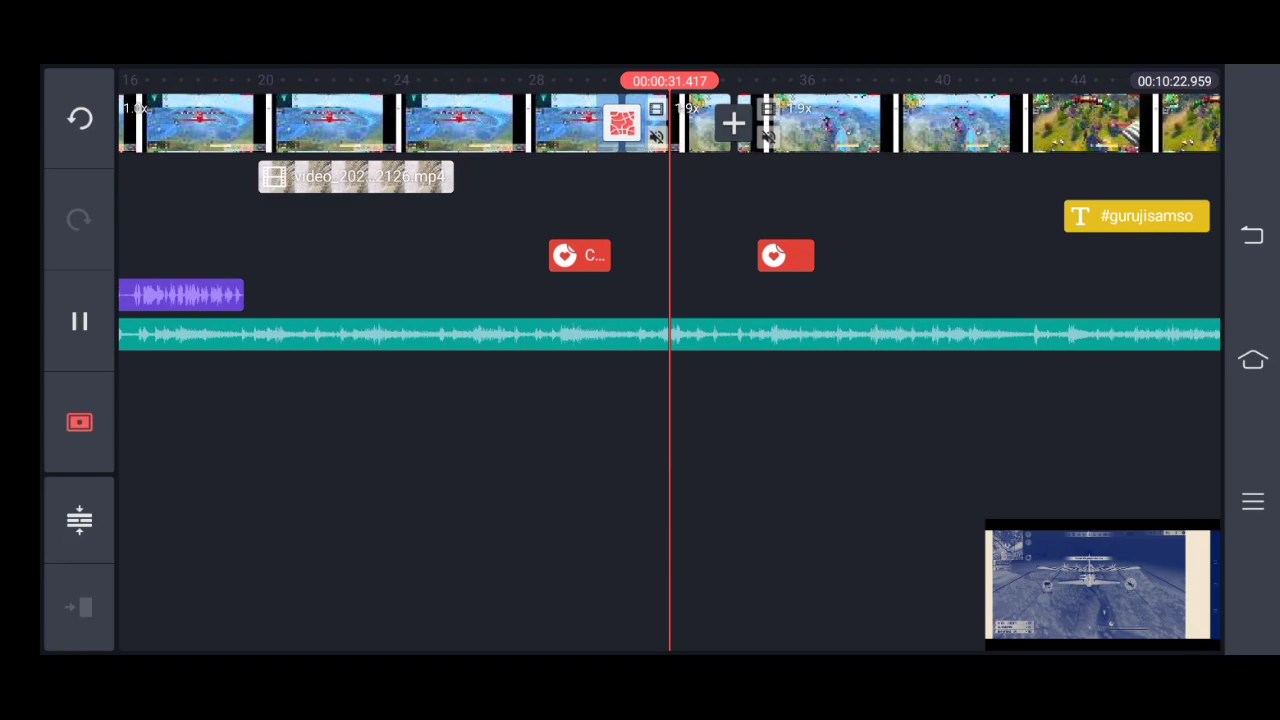 16 20 24 28 00:00:31.417 36 40 44 00:10:22.959
1.0x 1.9x 1.9x
video_202…2126.mp4
T #gurujisamso
C…